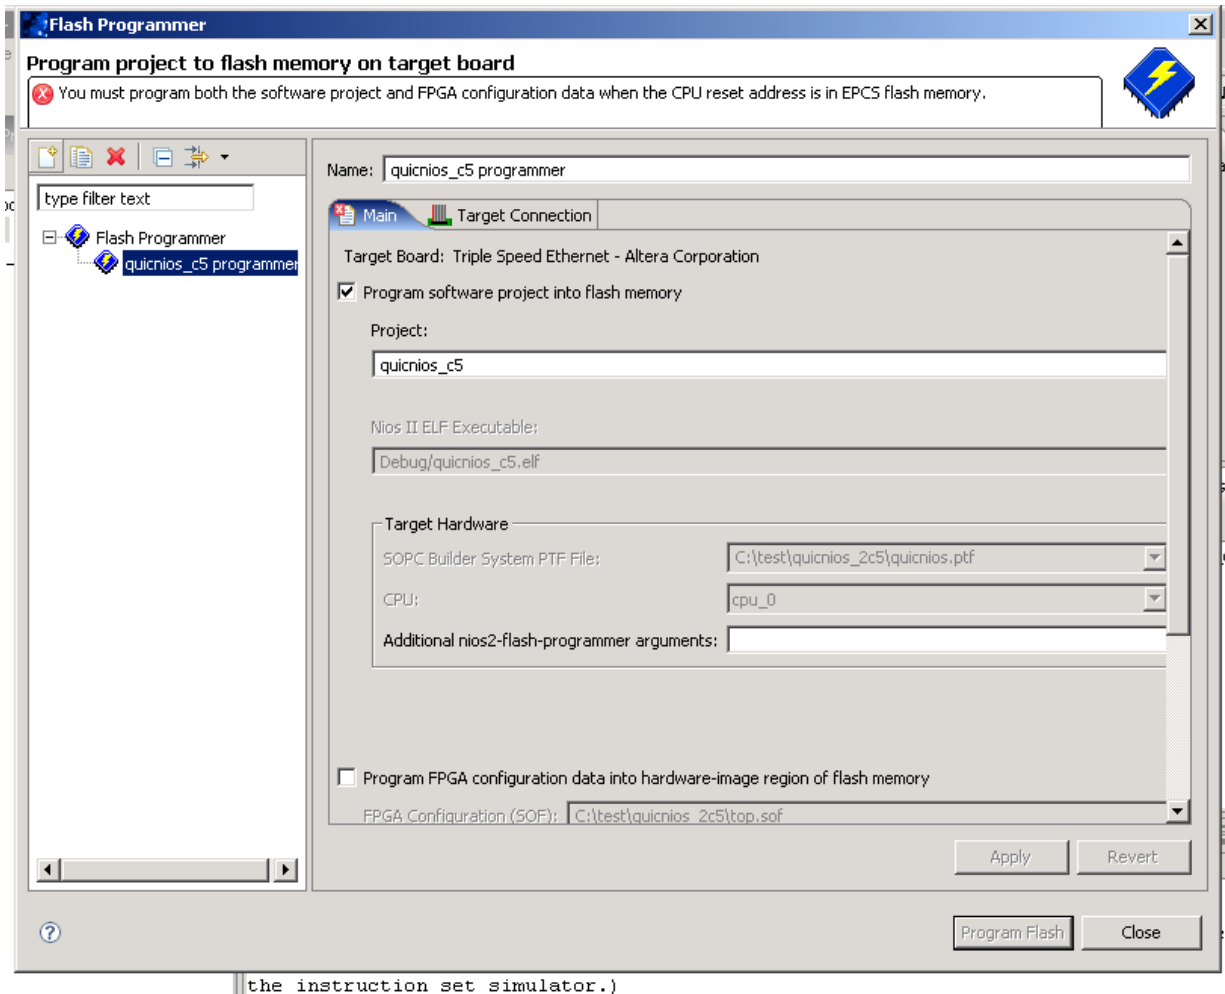 Flash Programmer
Program project to flash memory on target board
You must program both the software project and FPGA configuration data when the CPU reset address is in EPCS flash memory.
type filter text
Flash Programmer
quicnios_c5 programmer
Name: quicnios_c5 programmer
Main Target Connection
Target Board: Triple Speed Ethernet - Altera Corporation
Program software project into flash memory
Project:
quicnios_c5
Nios II ELF Executable:
Debug/quicnios_c5.elf
Target Hardware
SOPC Builder System PTF File: C:\test\quicnios_2c5\quicnios.ptf
CPU: cpu_0
Additional nios2-flash-programmer arguments:
Program FPGA configuration data into hardware-image region of flash memory
FPGA Configuration (SOF): C:\test\quicnios_2c5\top.sof
Apply Revert
Program Flash Close
the instruction set simulator.)